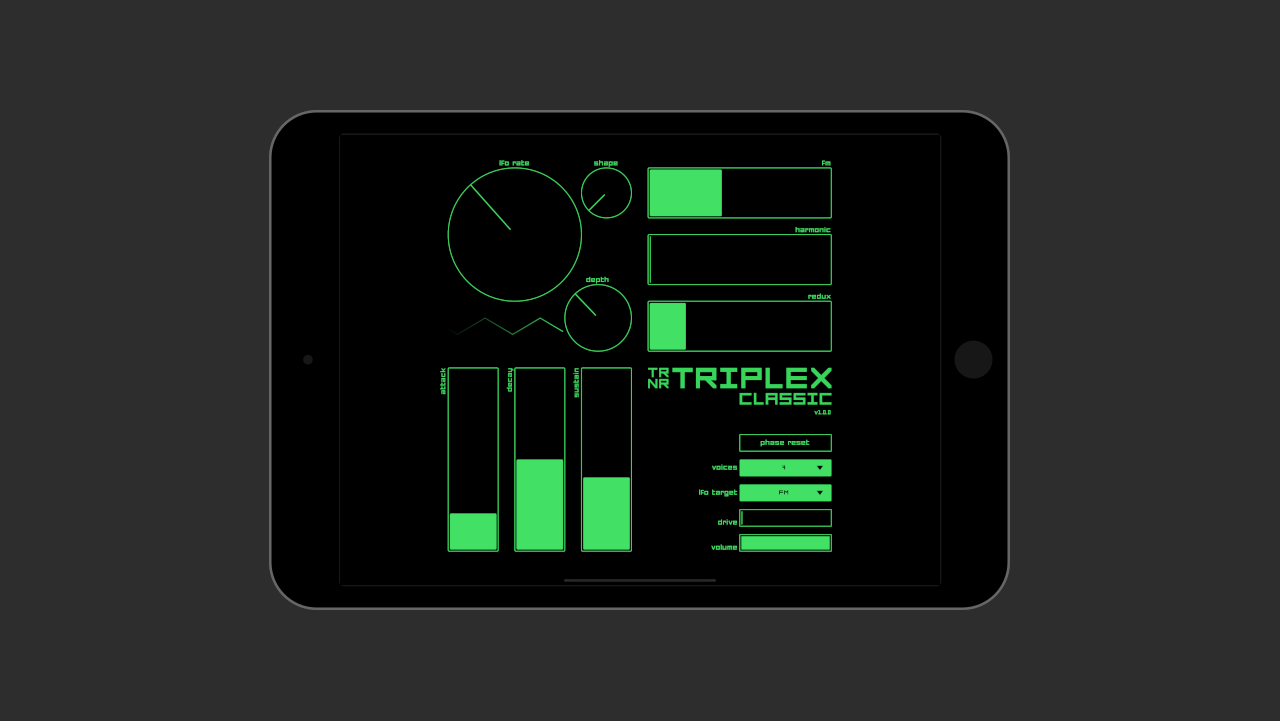 lfo rate
shape
fm
harmonic
depth
redux
attack
decay
sustain
TR
NR
TRIPLEX
CLASSIC
v1.0.0
phase reset
voices 4
lfo target FM
drive
volume